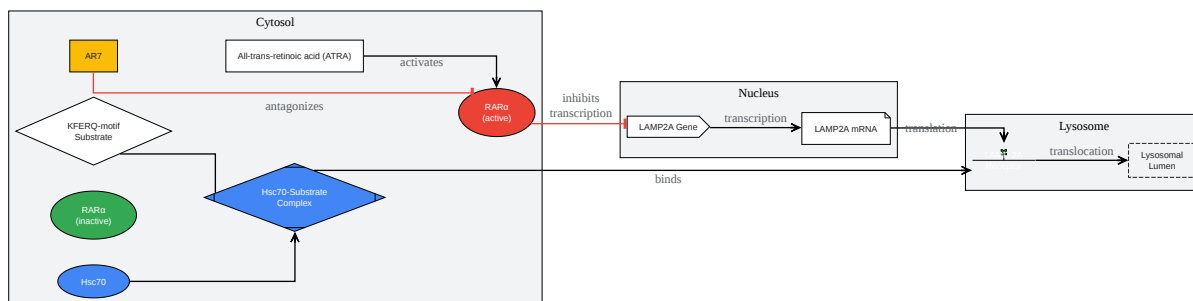 Cytosol
AR7
All-trans-retinoic acid (ATRA)
activates
antagonizes
RARα
(active)
KFERQ-motif
Substrate
Hsc70-Substrate
Complex
RARα
(inactive)
Hsc70
inhibits
transcription
binds
Nucleus
LAMP2A Gene
transcription
LAMP2A mRNA
translation
Lysosome
translocation
Lysosomal
Lumen